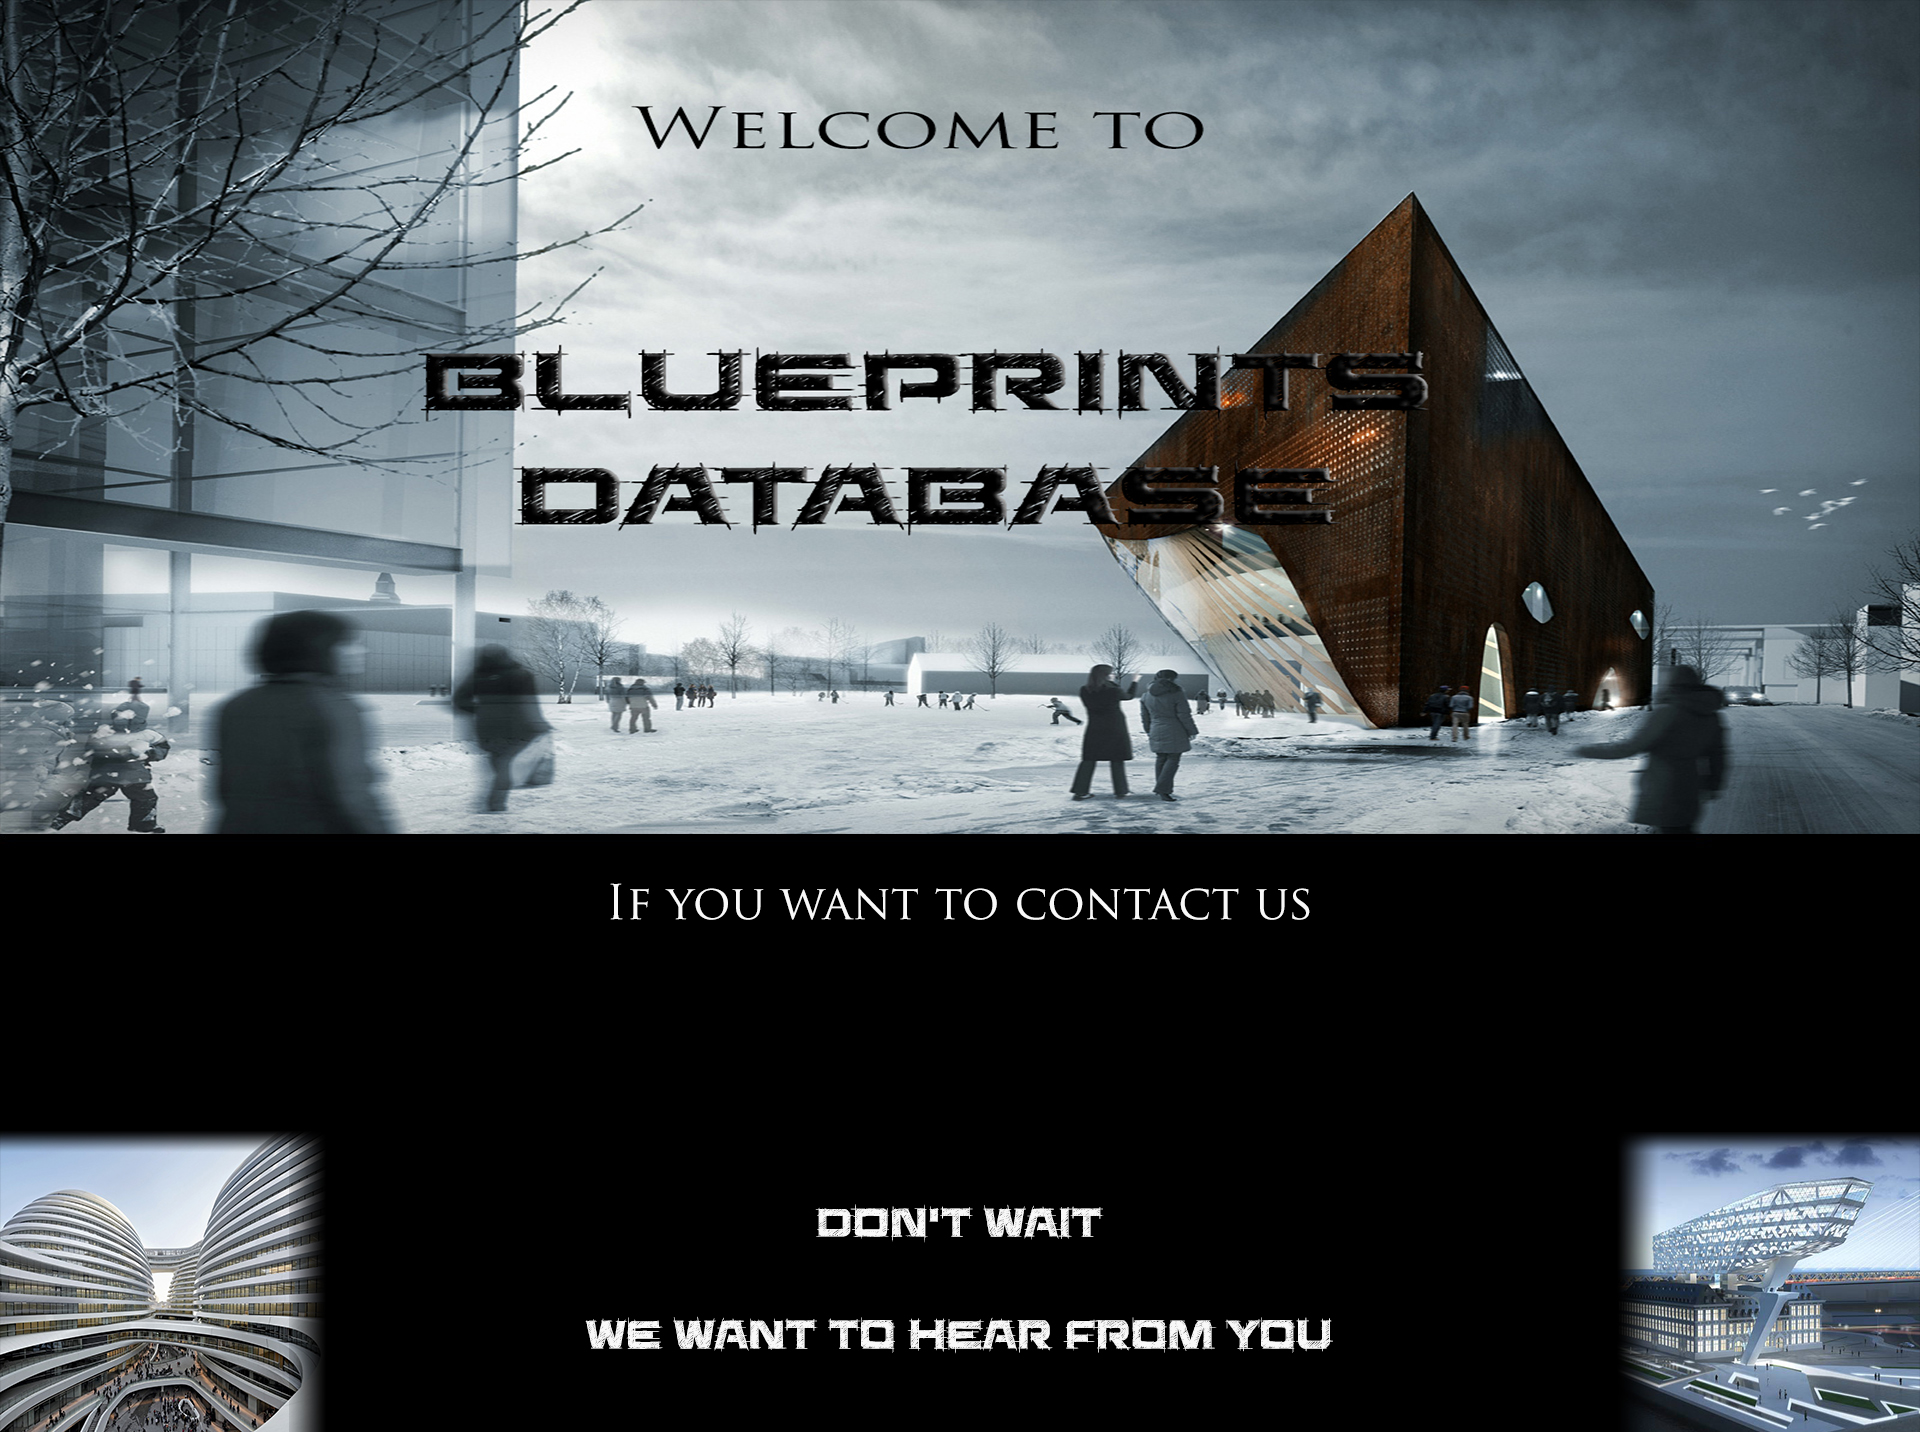 Welcome to
BLUEPRINTS
DATABASE
If you want to contact us
DON'T WAIT
WE WANT TO HEAR FROM YOU